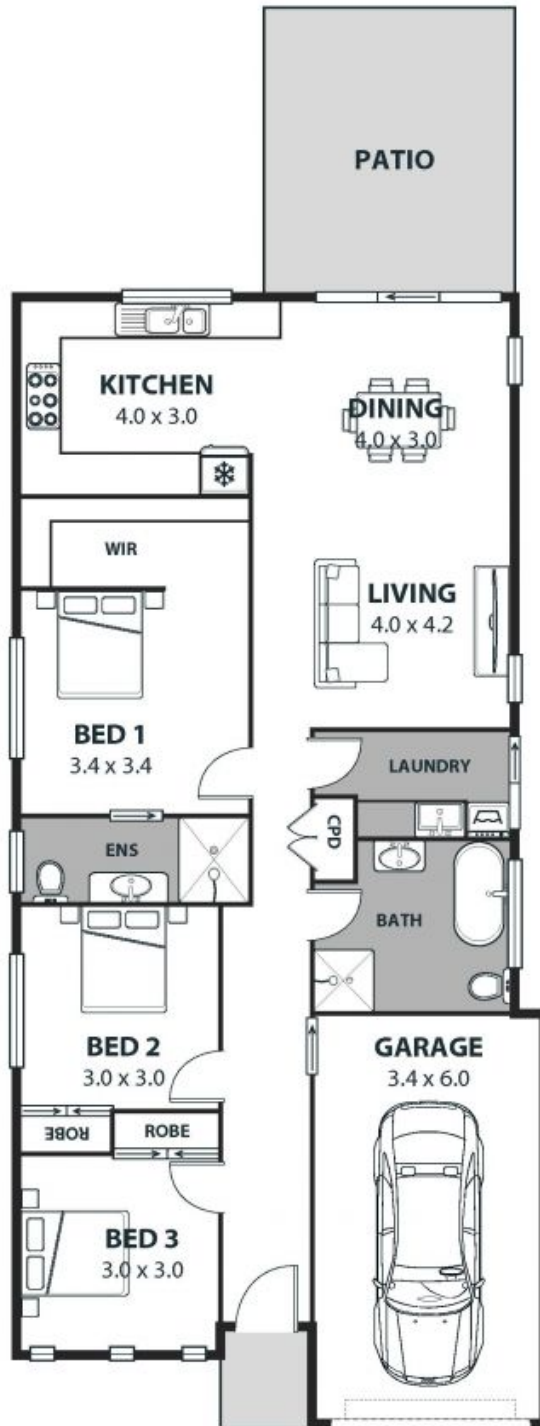 PATIO
KITCHEN
4.0 x 3.0
DINING
4.0 x 3.0
WIR
LIVING
4.0 x 4.2
BED 1
3.4 x 3.4
LAUNDRY
CPD
ENS
BATH
BED 2
3.0 x 3.0
GARAGE
3.4 x 6.0
ROBE
ROBE
BED 3
3.0 x 3.0